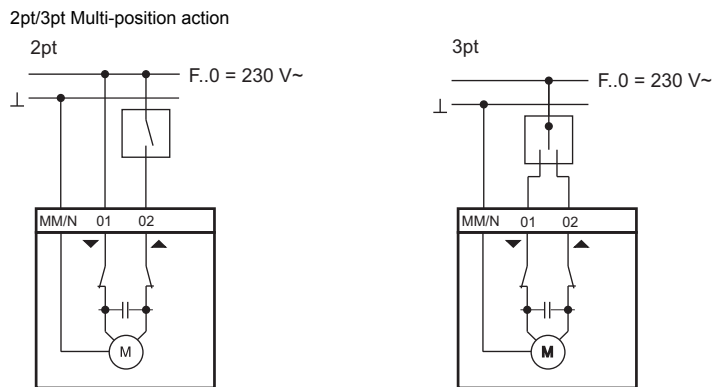 2pt/3pt Multi-position action
2pt
F..0 = 230 V~
⊥
MM/N 01 02
M
3pt
F..0 = 230 V~
⊥
MM/N 01 02
M